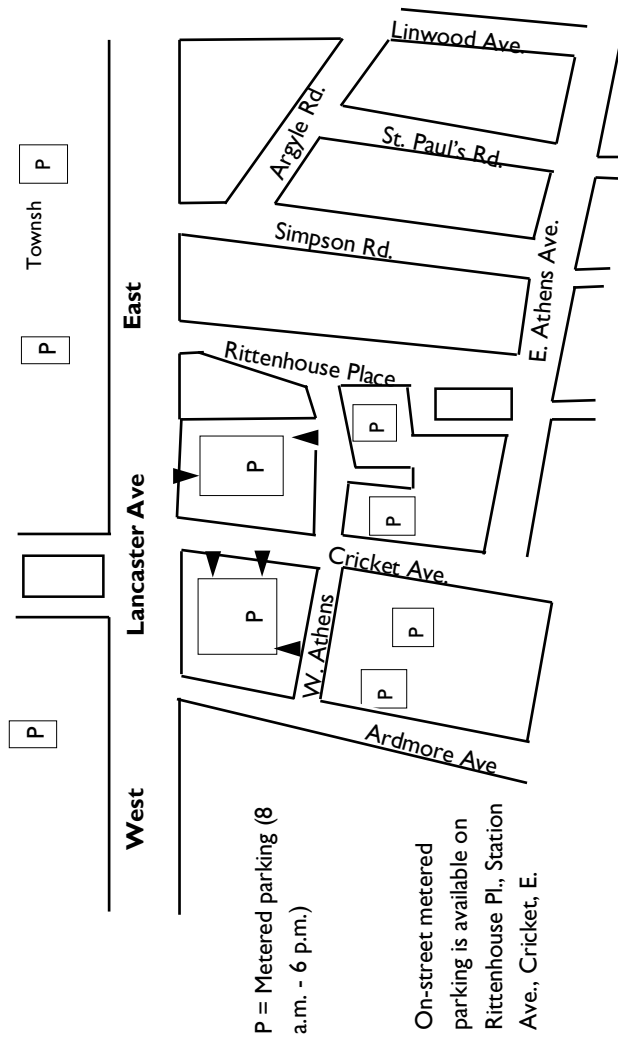 P
P
P
Townsh
P
West
Lancaster Ave
East
P
P
P
P
P
P
W. Athens
Cricket Ave.
Rittenhouse Place
Simpson Rd.
Argyle Rd.
St. Paul's Rd.
Linwood Ave.
Ardmore Ave
E. Athens Ave.
P = Metered parking (8
a.m. - 6 p.m.)
On-street metered
parking is available on
Rittenhouse Pl., Station
Ave., Cricket, E.